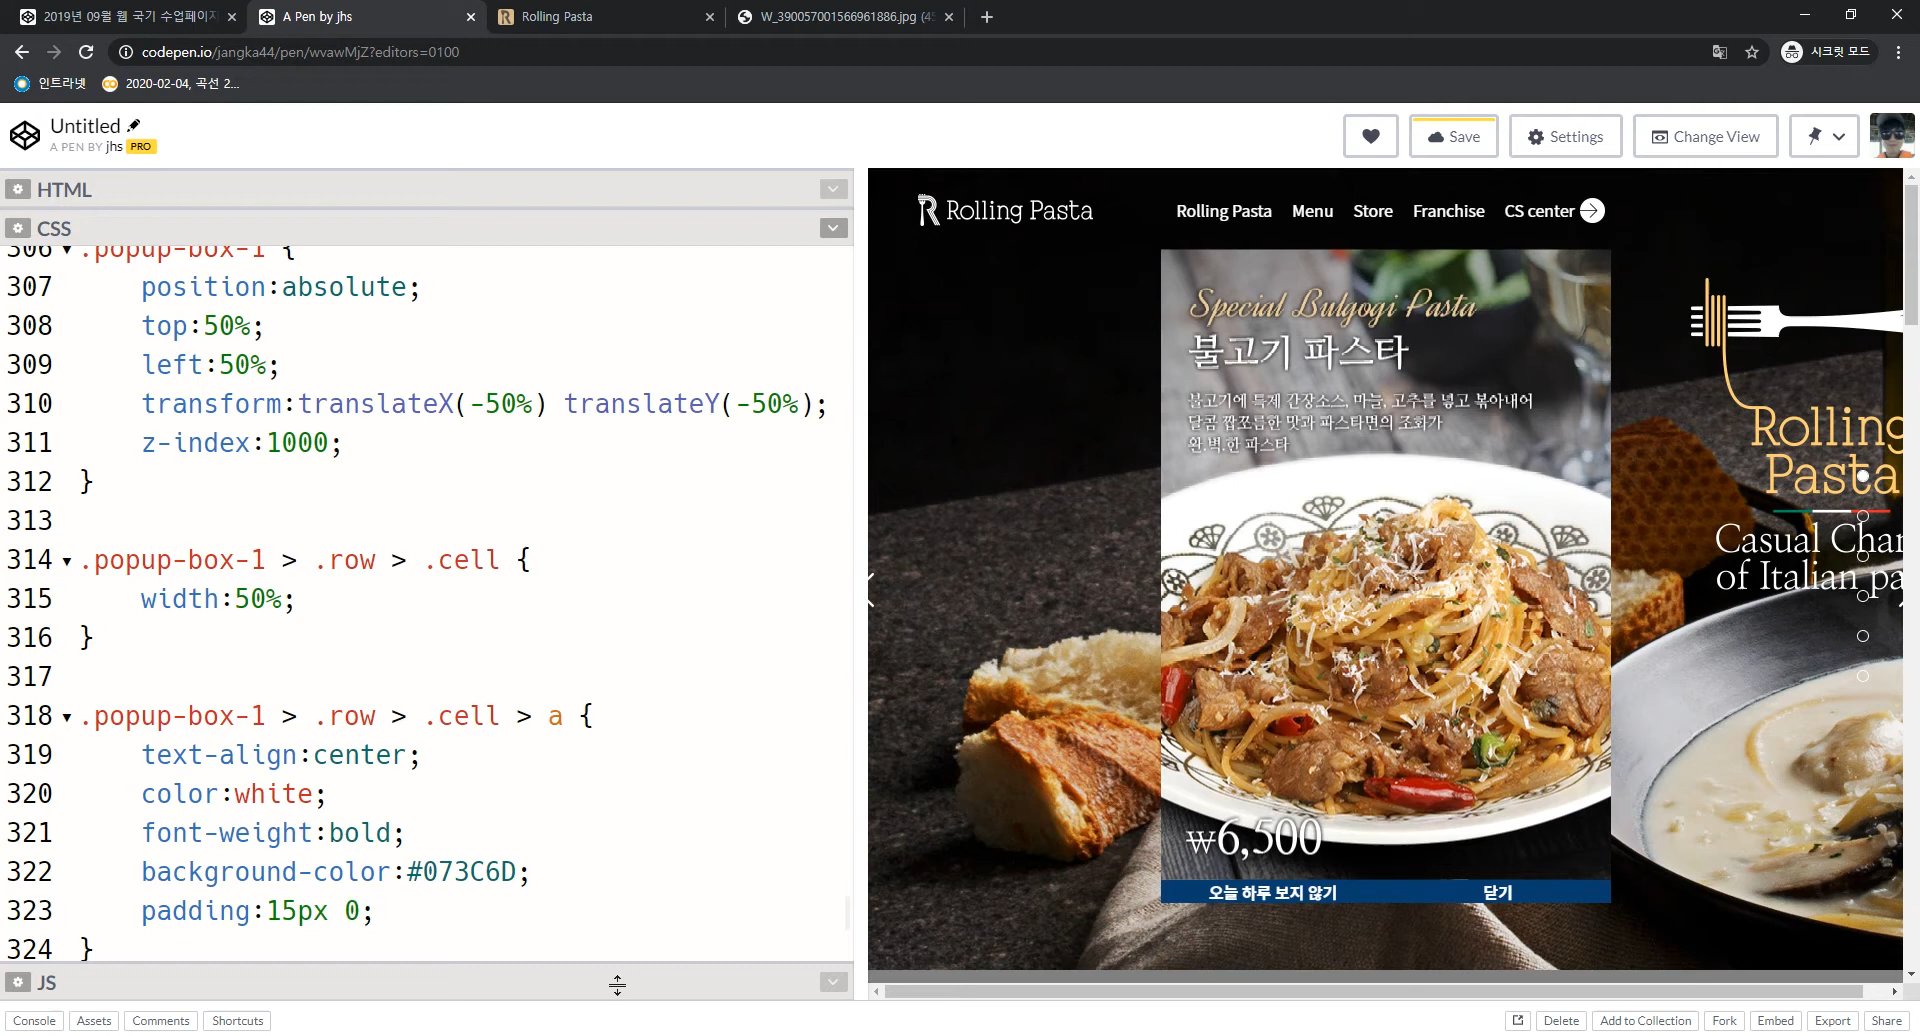 2019년 09월 웹 국기 수업페이지
A Pen by jhs
Rolling Pasta
W_390057001566961886.jpg (45
codepen.io/jangka44/pen/wvawMjZ?editors=0100
시크릿 모드
인트라넷
2020-02-04, 곡선 2...
Untitled
A PEN BY jhs PRO
Save
Settings
Change View
HTML
CSS
306 .popup-box-1 {
307 position:absolute;
308 top:50%;
309 left:50%;
310 transform:translateX(-50%) translateY(-50%);
311 z-index:1000;
312 }
313
314 .popup-box-1 > .row > .cell {
315 width:50%;
316 }
317
318 .popup-box-1 > .row > .cell > a {
319 text-align:center;
320 color:white;
321 font-weight:bold;
322 background-color:#073C6D;
323 padding:15px 0;
324 }
JS
Rolling Pasta
Rolling Pasta Menu Store Franchise CS center
Special Bulgogi Pasta
불고기 파스타
불고기에 특제 간장소스, 마늘, 고추를 넣고 볶아내어
달콤 짭쪼름한 맛과 파스타면의 조화가
완.벽.한 파스타
₩6,500
오늘 하루 보지 않기 닫기
Rolling
Pasta
Casual Char
of Italian pa
Console Assets Comments Shortcuts
Delete Add to Collection Fork Embed Export Share